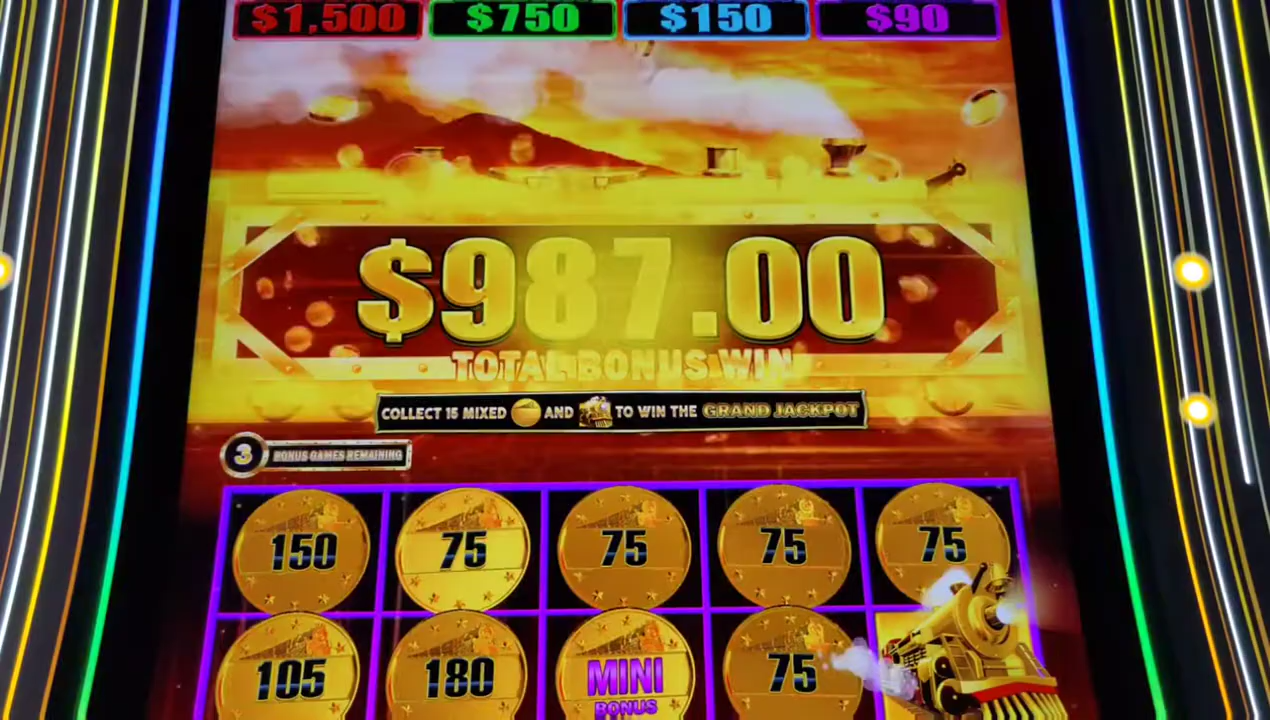 $1,500 $750 $150 $90
$987.00
TOTAL BONUS WIN
COLLECT 15 MIXED AND TO WIN THE GRAND JACKPOT
3 BONUS GAMES REMAINING
150 75 75 75 75
105 180 MINI BONUS 75